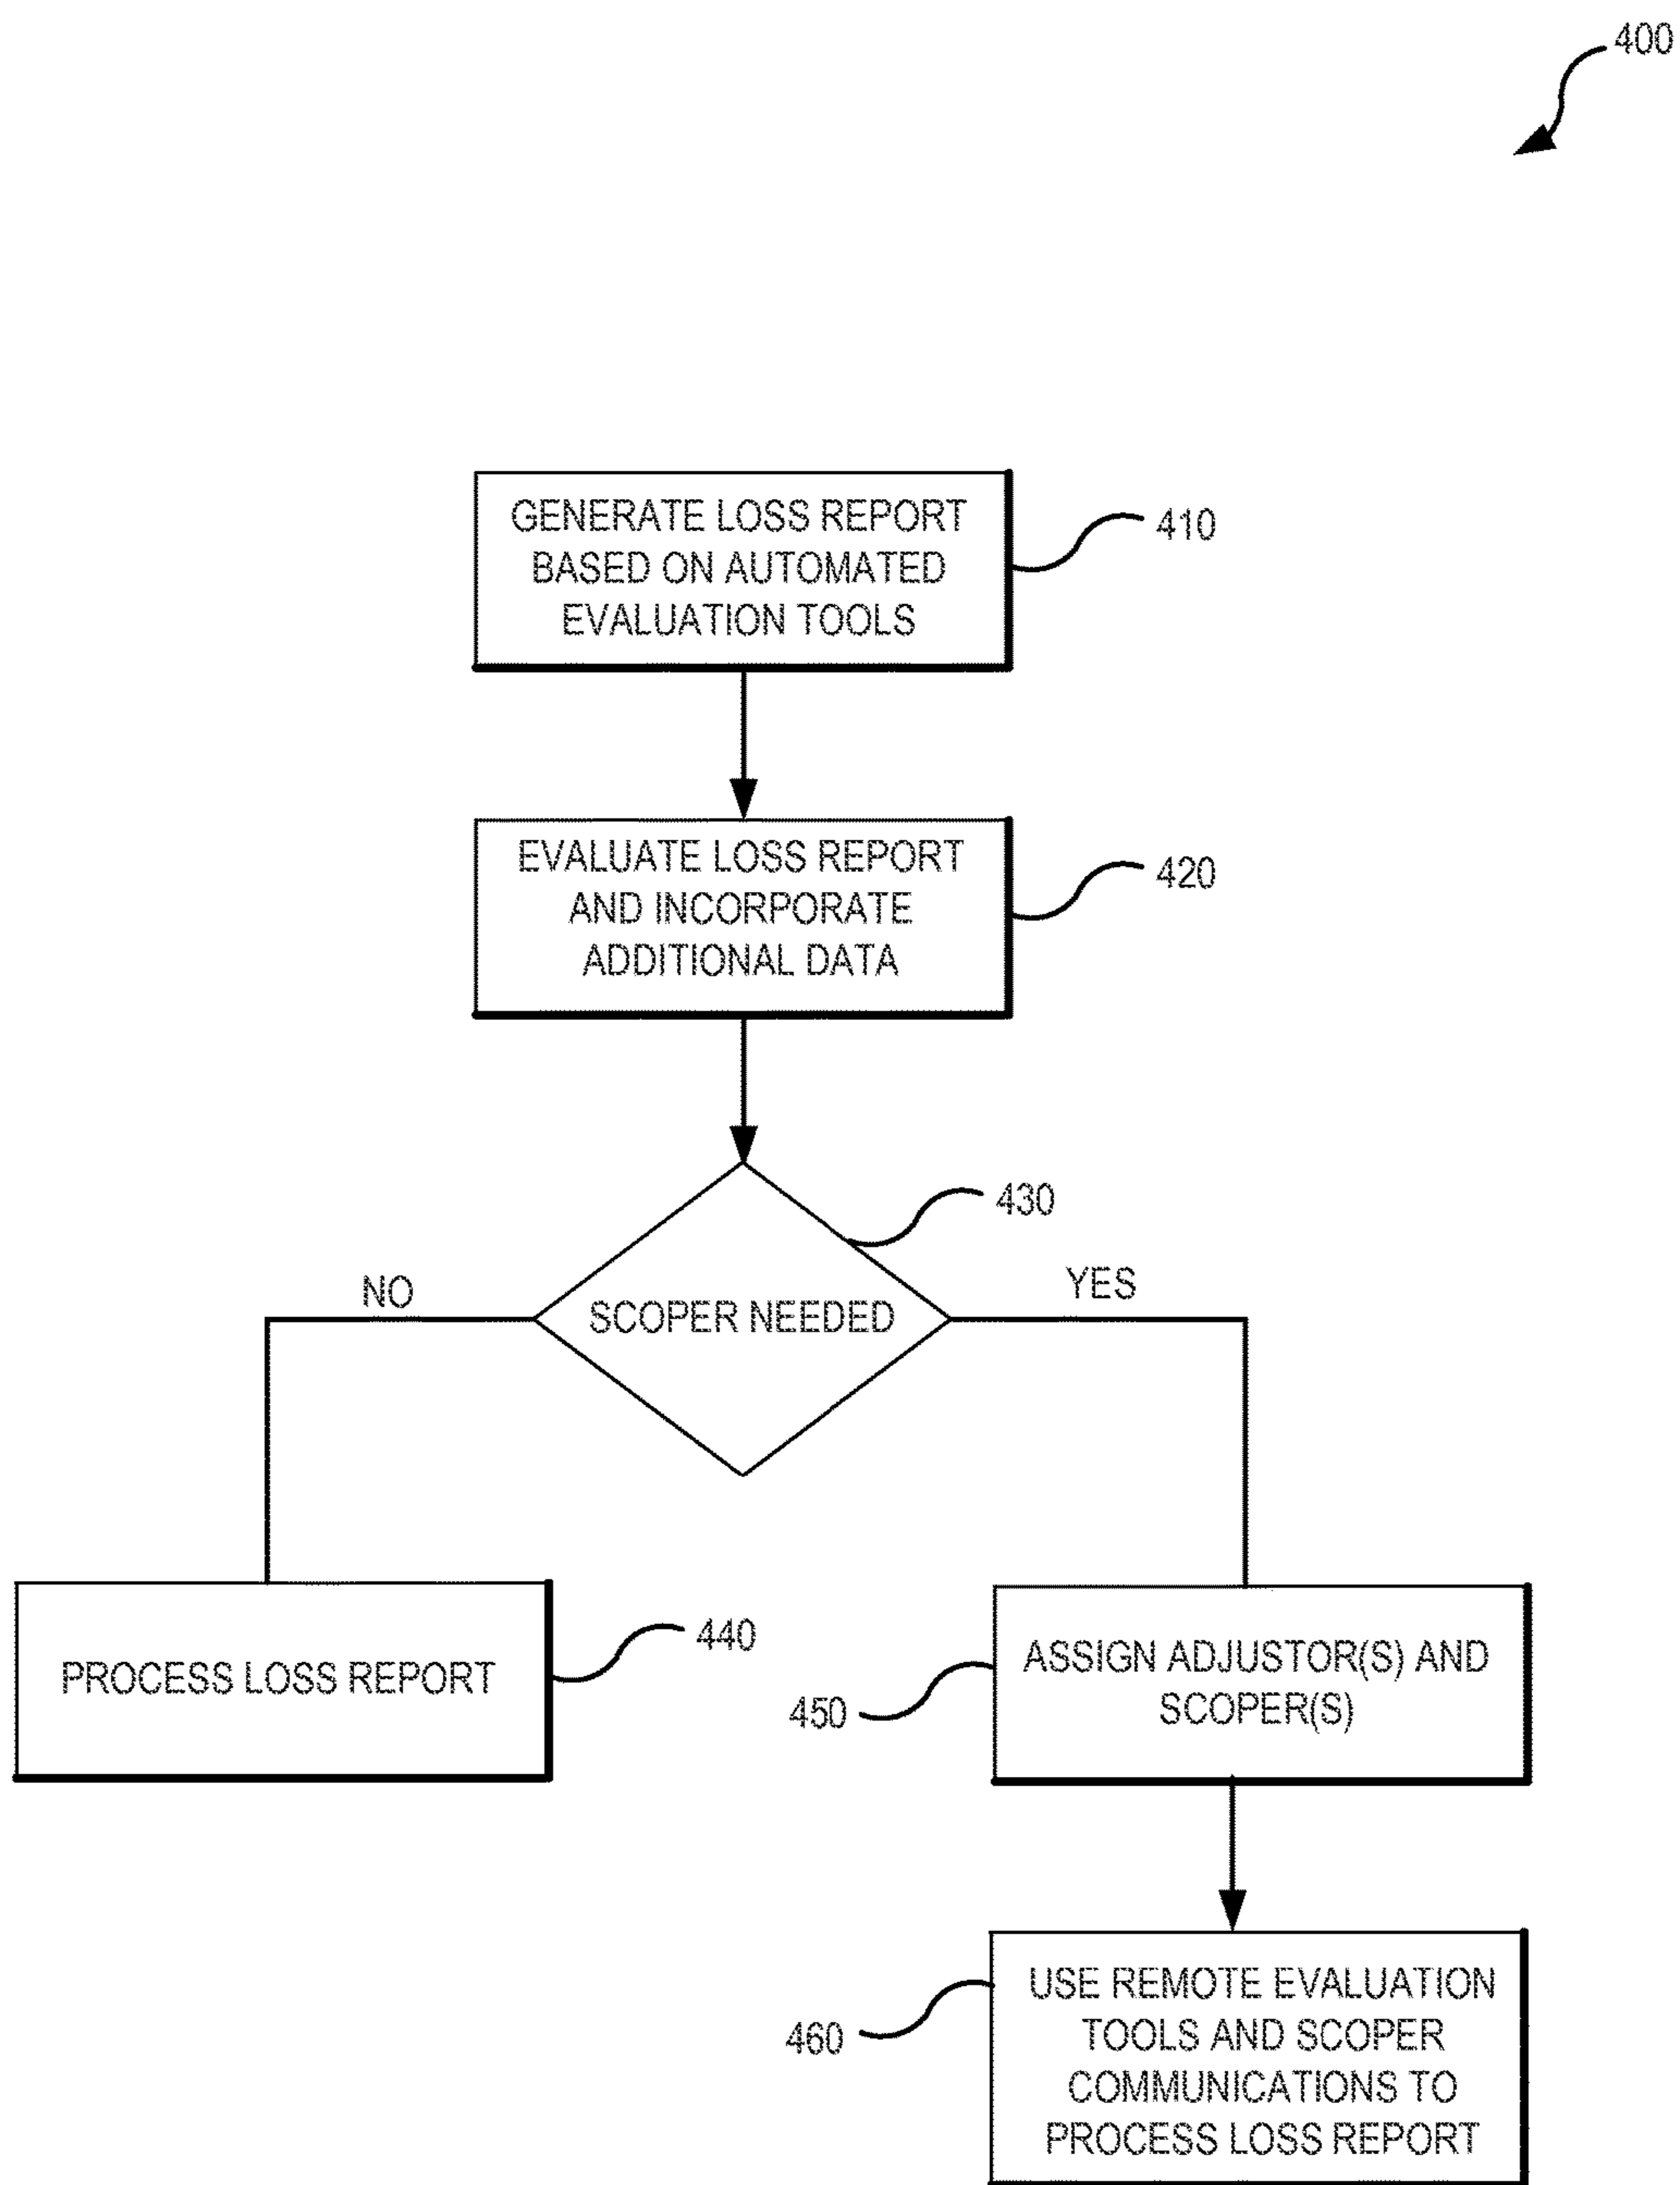 400
GENERATE LOSS REPORT
BASED ON AUTOMATED
EVALUATION TOOLS
410
EVALUATE LOSS REPORT
AND INCORPORATE
ADDITIONAL DATA
420
430
SCOPER NEEDED
NO
YES
PROCESS LOSS REPORT
440
ASSIGN ADJUSTOR(S) AND
SCOPER(S)
450
USE REMOTE EVALUATION
TOOLS AND SCOPER
COMMUNICATIONS TO
PROCESS LOSS REPORT
460